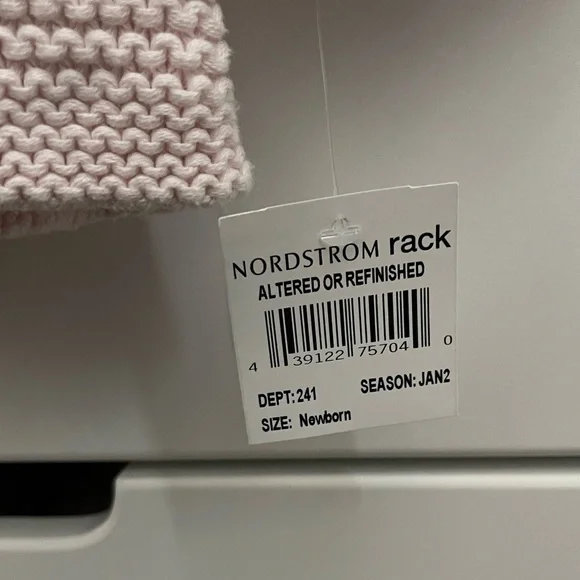 NORDSTROM rack
ALTERED OR REFINISHED
4 39122 75704 0
DEPT: 241 SEASON: JAN2
SIZE: Newborn